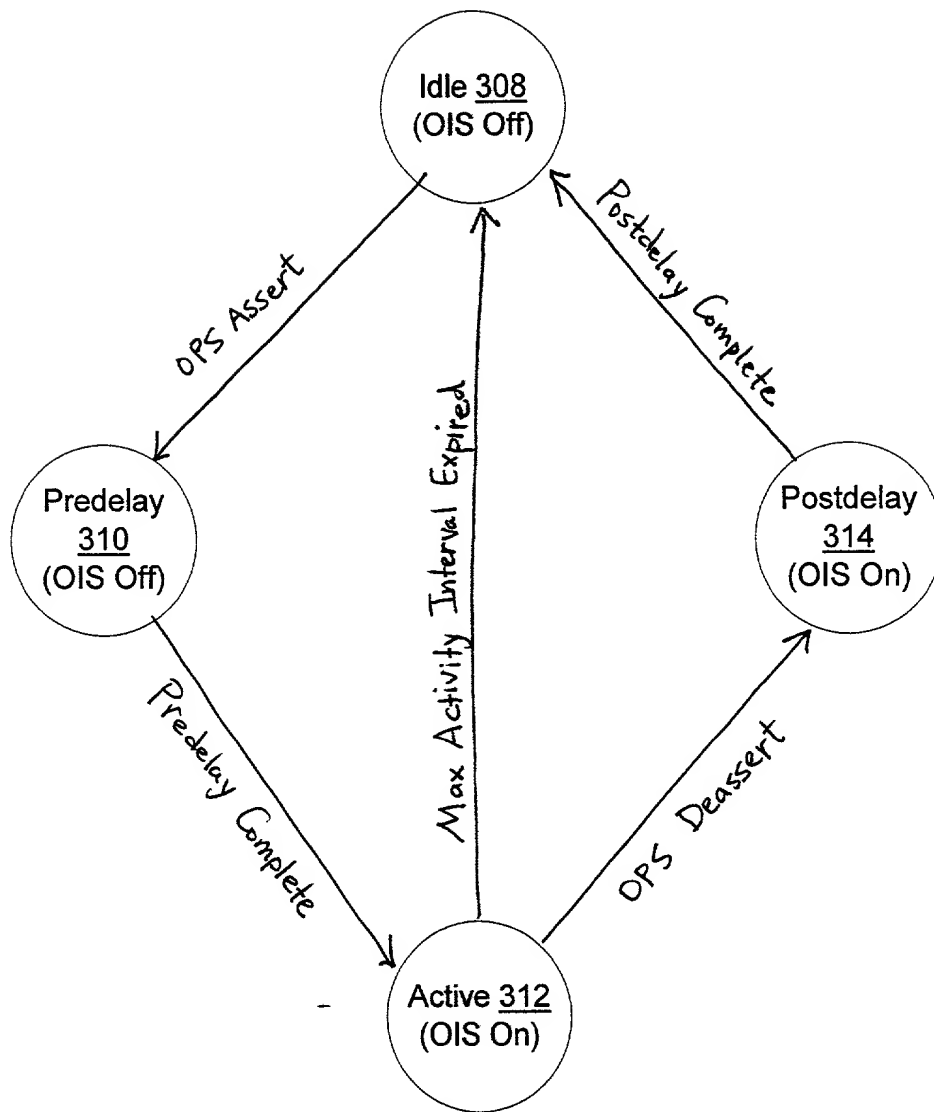 Idle 308
(OIS Off)
OPS Assert
Postdelay Complete
Max Activity Interval Expired
Predelay
310
(OIS Off)
Postdelay
314
(OIS On)
Predelay Complete
OPS Deassert
Active 312
(OIS On)